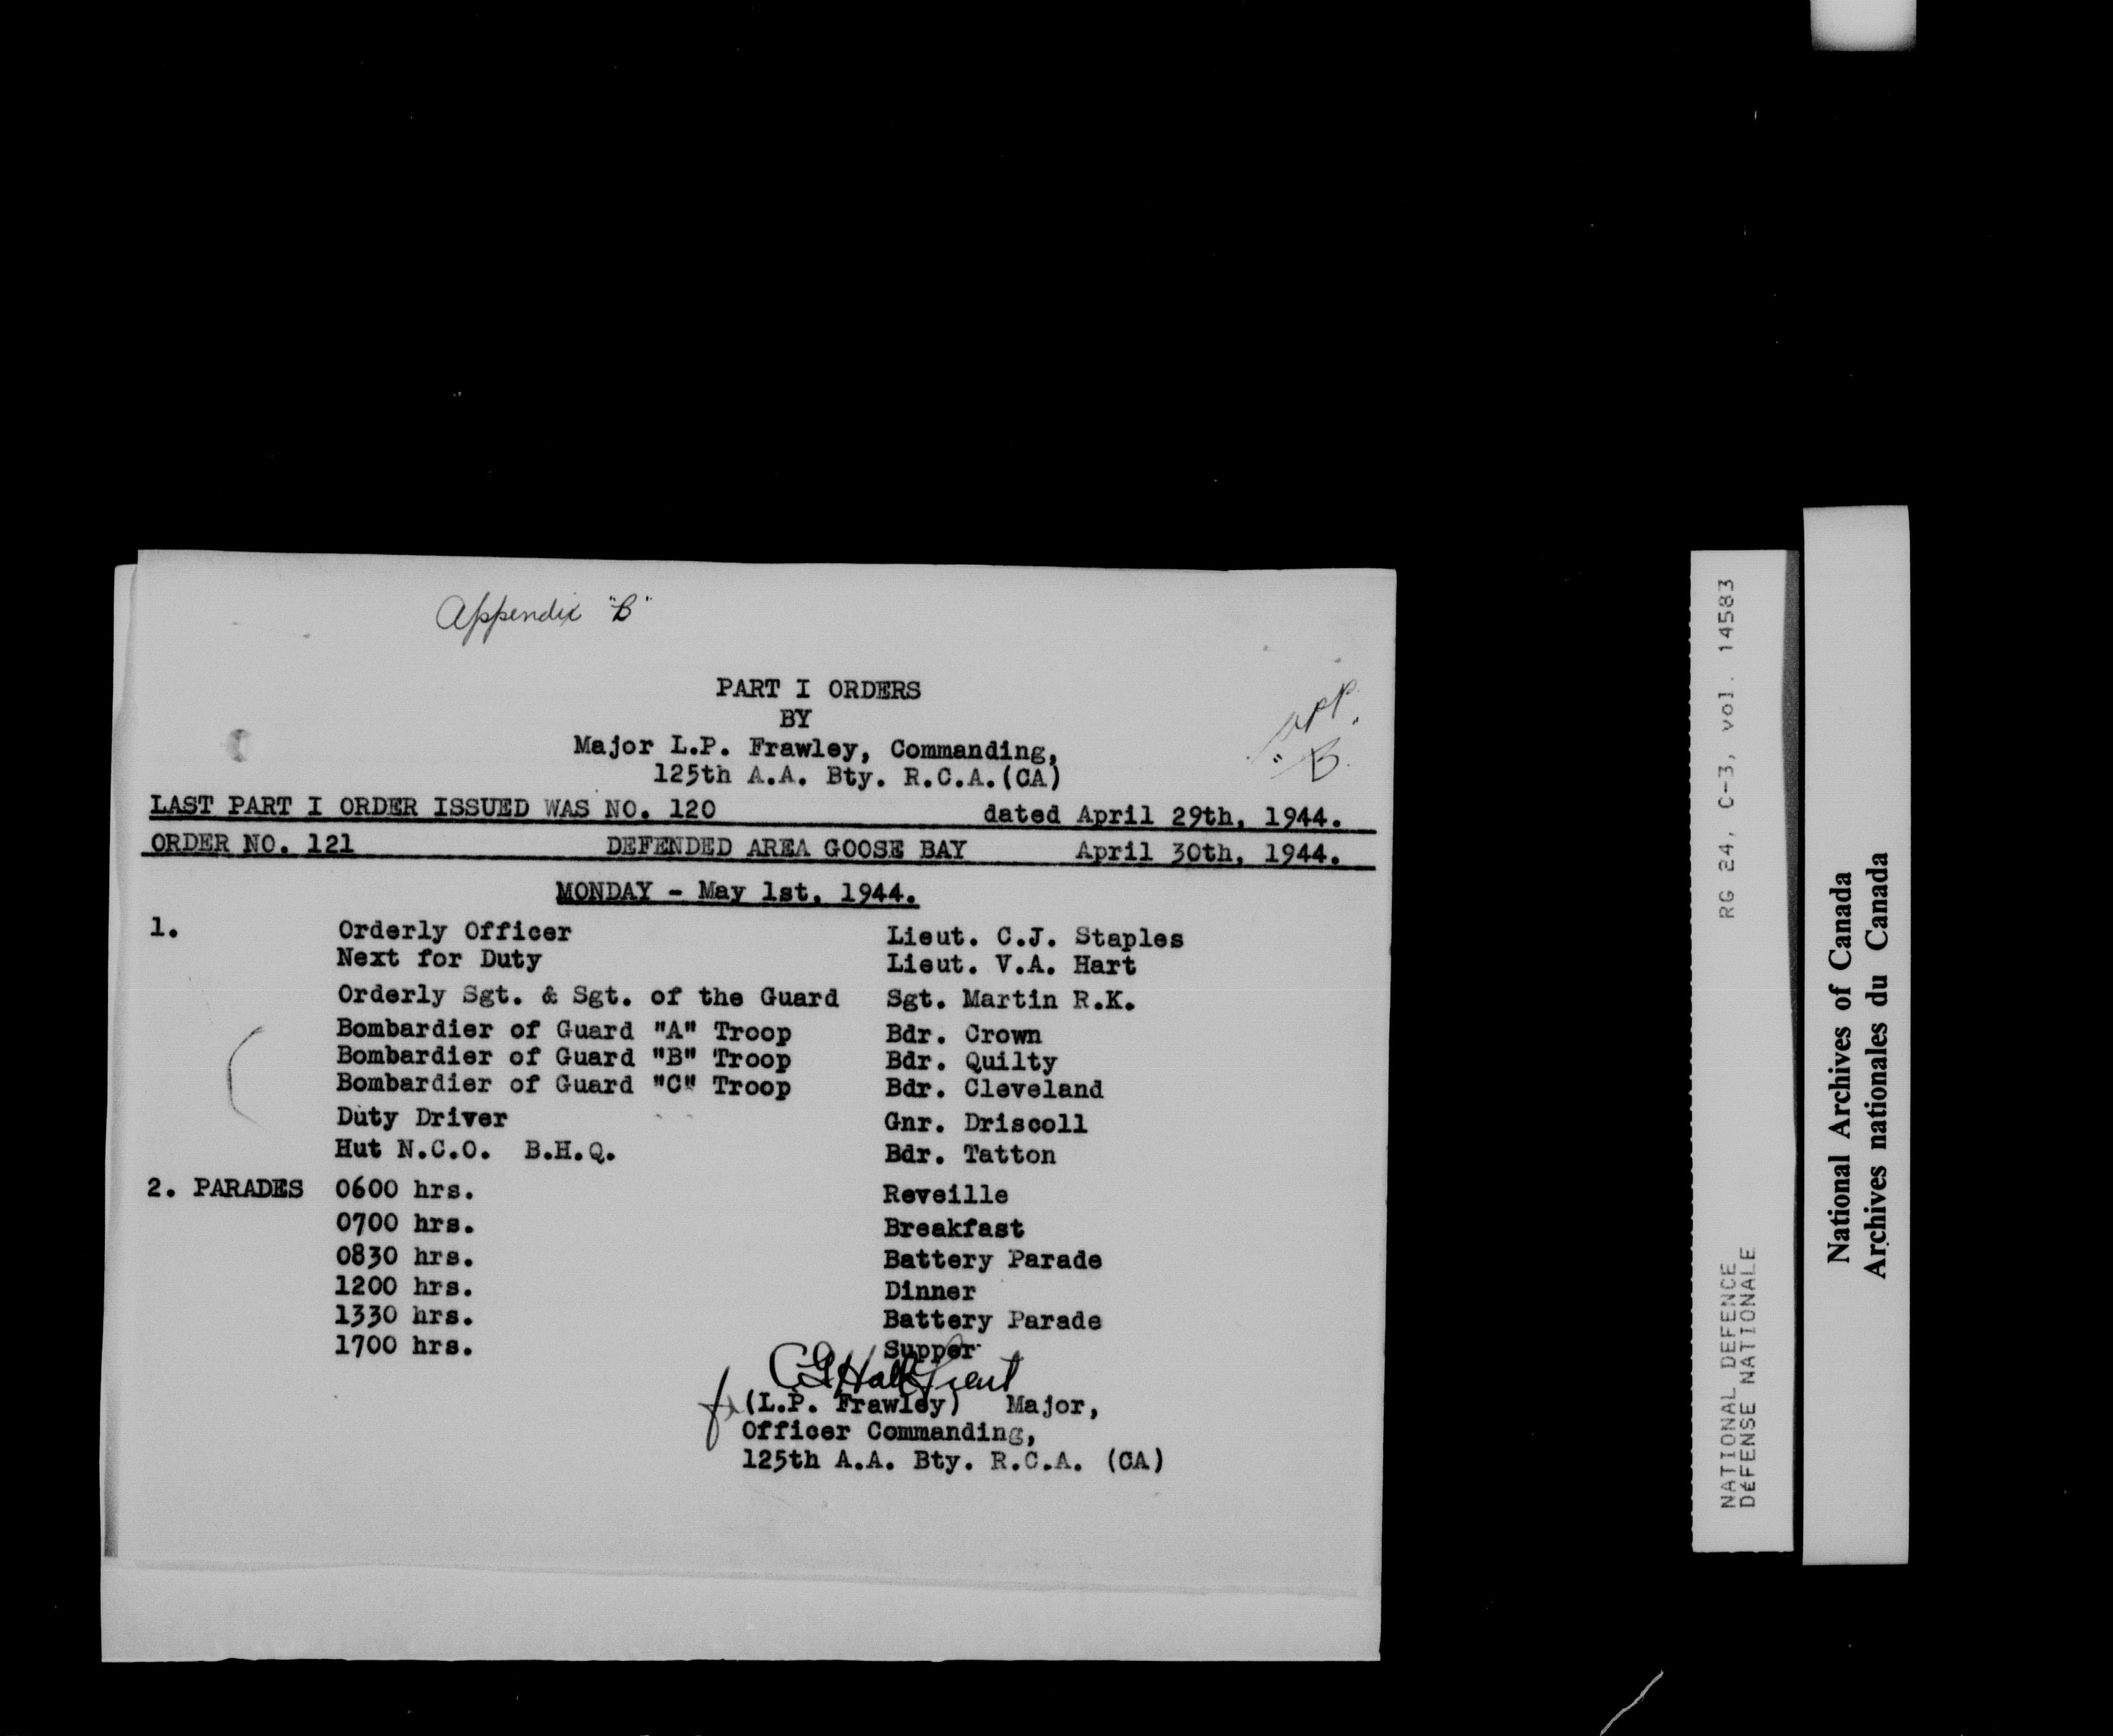 Appendix "B"
PART I ORDERS
BY
Major L.P. Frawley, Commanding,
125th A.A. Bty. R.C.A.(CA)
app.
"B"
LAST PART I ORDER ISSUED WAS NO. 120 dated April 29th, 1944.
ORDER NO. 121 DEFENDED AREA GOOSE BAY April 30th, 1944.
MONDAY - May 1st, 1944.
1. Orderly Officer Lieut. C.J. Staples
Next for Duty Lieut. V.A. Hart
Orderly Sgt. & Sgt. of the Guard Sgt. Martin R.K.
Bombardier of Guard "A" Troop Bdr. Crown
Bombardier of Guard "B" Troop Bdr. Quilty
Bombardier of Guard "C" Troop Bdr. Cleveland
Duty Driver Gnr. Driscoll
Hut N.C.O. B.H.Q. Bdr. Tatton
2. PARADES 0600 hrs. Reveille
0700 hrs. Breakfast
0830 hrs. Battery Parade
1200 hrs. Dinner
1330 hrs. Battery Parade
1700 hrs. Supper
(L.P. Frawley) Major,
Officer Commanding,
125th A.A. Bty. R.C.A. (CA)
RG 24, C-3, vol. 14583
NATIONAL DEFENCE
DÉFENSE NATIONALE
National Archives of Canada
Archives nationales du Canada